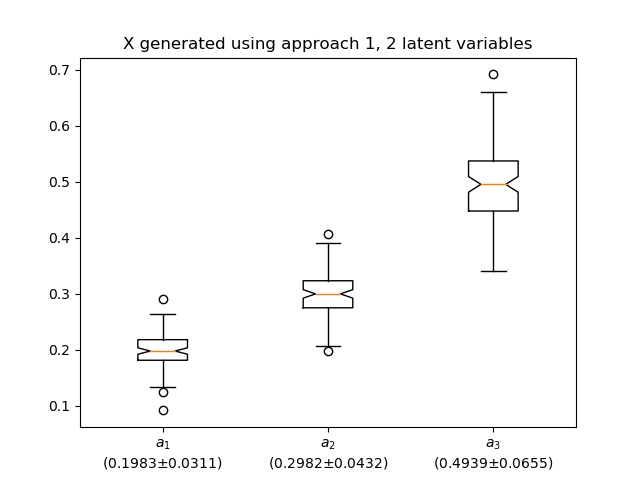 X generated using approach 1, 2 latent variables
0.7
0.6
0.5
0.4
0.3
0.2
0.1
a₁ a₂ a₃
(0.1983±0.0311) (0.2982±0.0432) (0.4939±0.0655)